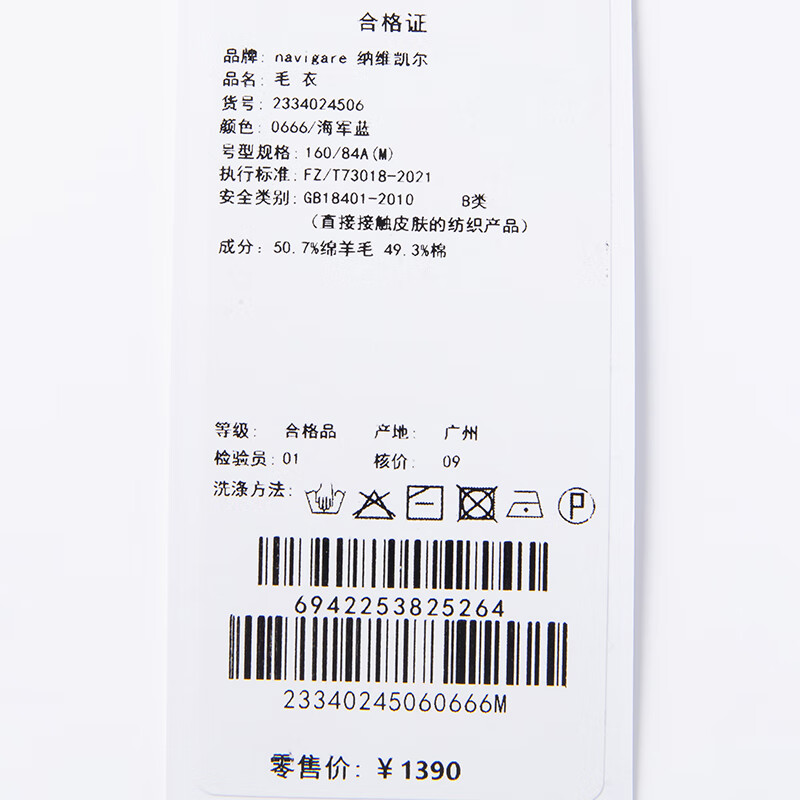 合格证
品牌: navigare 纳维凯尔
品名: 毛 衣
货号: 2334024506
颜色: 0666/海军蓝
号型规格: 160/84A(M)
执行标准: FZ/T73018-2021
安全类别: GB18401-2010 B类
（直接接触皮肤的纺织产品）
成分: 50.7%绵羊毛 49.3%棉
等级: 合格品 产地: 广州
检验员: 01 核价: 09
洗涤方法:
P
6942253825264
23340245060666M
零售价: ￥1390